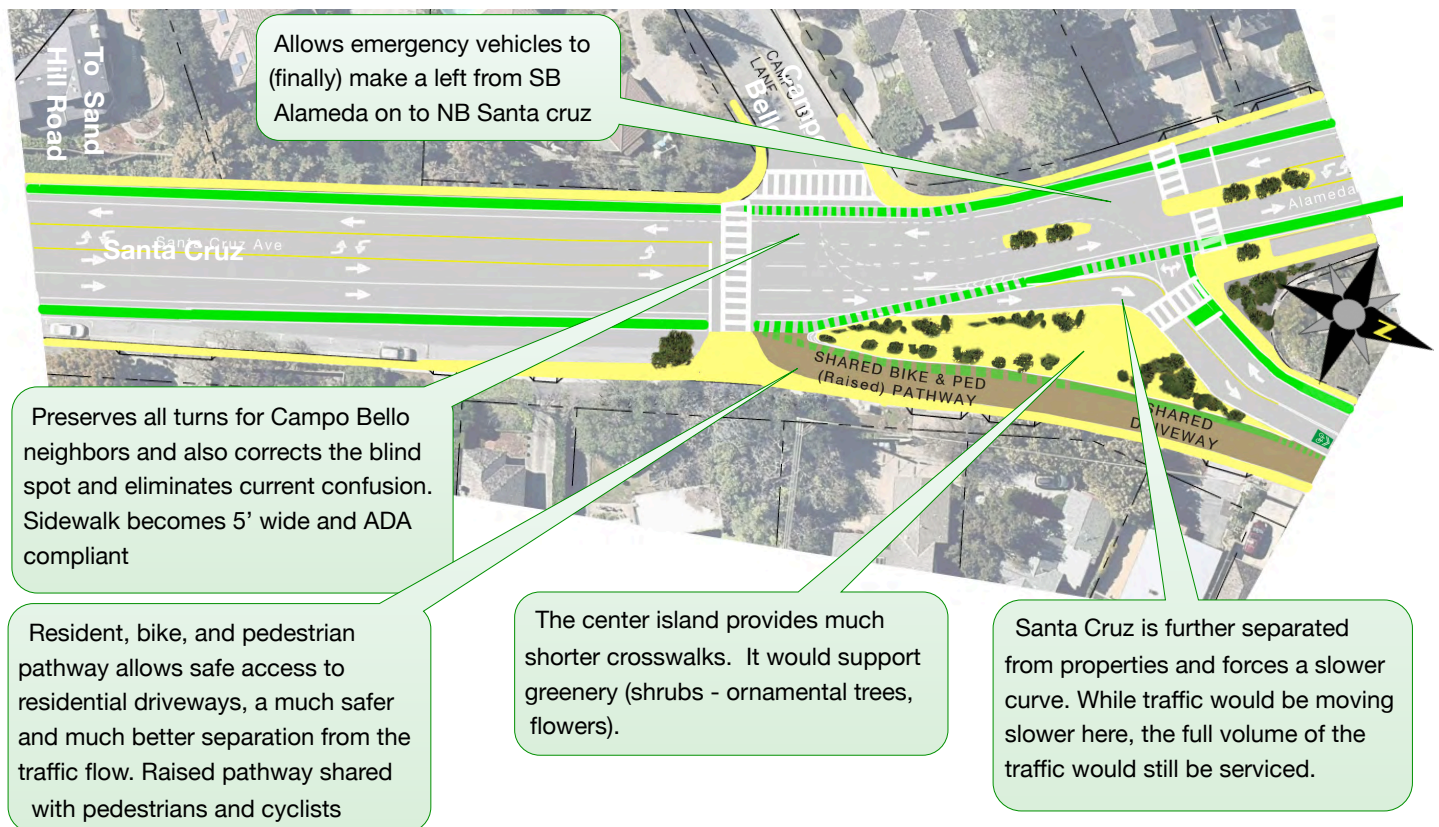 To Sand
Hill Road
Allows emergency vehicles to
(finally) make a left from SB
Alameda on to NB Santa cruz
CAMPO B
LANE
Campo
Bello
Alameda
Santa Cruz Ave
Santa Cruz
Z
SHARED BIKE & PED
(Raised) PATHWAY
SHARED
DRIVEWAY
Preserves all turns for Campo Bello
neighbors and also corrects the blind
spot and eliminates current confusion.
Sidewalk becomes 5’ wide and ADA
compliant
Resident, bike, and pedestrian
pathway allows safe access to
residential driveways, a much safer
and much better separation from the
traffic flow. Raised pathway shared
with pedestrians and cyclists
The center island provides much
shorter crosswalks. It would support
greenery (shrubs - ornamental trees,
flowers).
Santa Cruz is further separated
from properties and forces a slower
curve. While traffic would be moving
slower here, the full volume of the
traffic would still be serviced.